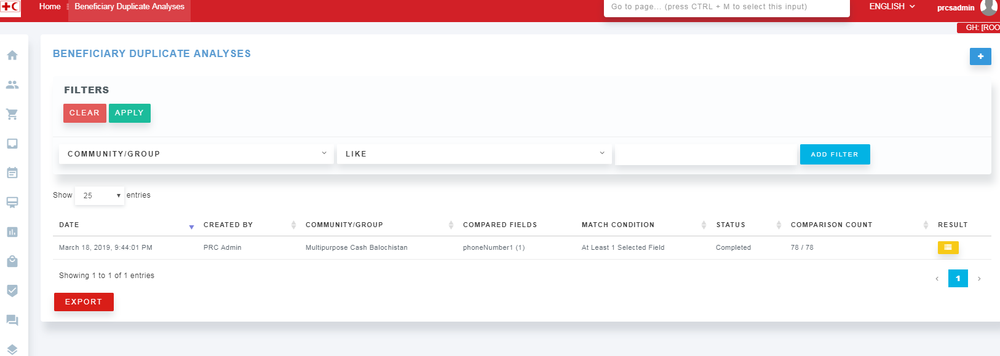 Home Beneficiary Duplicate Analyses Go to page... (press CTRL + M to select this input) ENGLISH prcsadmin
GH: [ROO
BENEFICIARY DUPLICATE ANALYSES
FILTERS
CLEAR APPLY
COMMUNITY/GROUP LIKE ADD FILTER
Show 25 entries
DATE CREATED BY COMMUNITY/GROUP COMPARED FIELDS MATCH CONDITION STATUS COMPARISON COUNT RESULT
March 18, 2019, 9:44:01 PM PRC Admin Multipurpose Cash Balochistan phoneNumber1 (1) At Least 1 Selected Field Completed 78 / 78
Showing 1 to 1 of 1 entries
‹ 1 ›
EXPORT